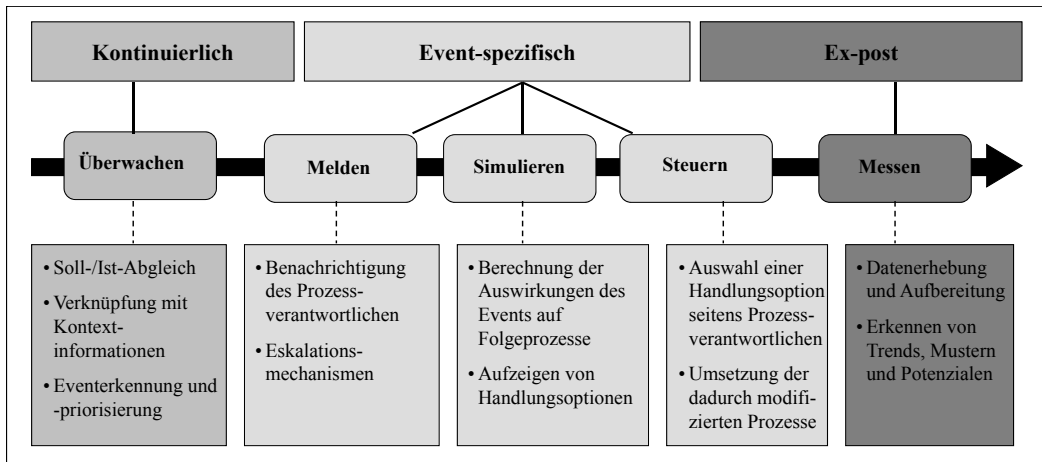 Kontinuierlich
Event-spezifisch
Ex-post
Überwachen
Melden
Simulieren
Steuern
Messen
• Soll-/Ist-Abgleich
• Verknüpfung mit
Kontext-
informationen
• Eventerkennung und
-priorisierung
• Benachrichtigung
des Prozess-
verantwortlichen
• Eskalations-
mechanismen
• Berechnung der
Auswirkungen des
Events auf
Folgeprozesse
• Aufzeigen von
Handlungsoptionen
• Auswahl einer
Handlungsoption
seitens Prozess-
verantwortlichen
• Umsetzung der
dadurch modifi-
zierten Prozesse
• Datenerhebung
und Aufbereitung
• Erkennen von
Trends, Mustern
und Potenzialen